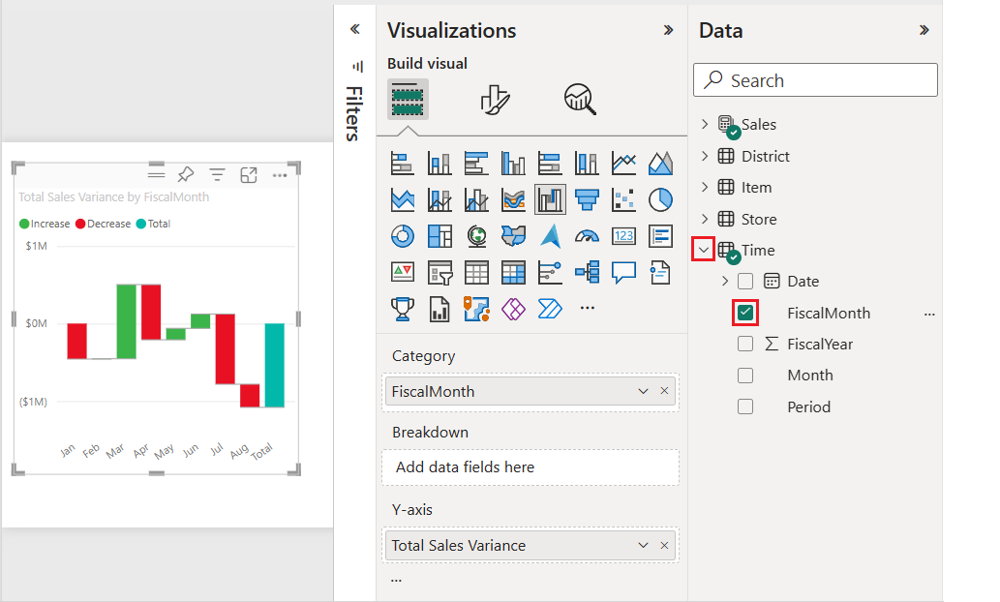 Total Sales Variance by FiscalMonth
Increase Decrease Total
$1M
$0M
($1M)
Jan Feb Mar Apr May Jun Jul Aug Total
Filters
Visualizations
Build visual
123
Category
FiscalMonth
Breakdown
Add data fields here
Y-axis
Total Sales Variance
...
Data
Search
Sales
District
Item
Store
Time
Date
FiscalMonth
FiscalYear
Month
Period